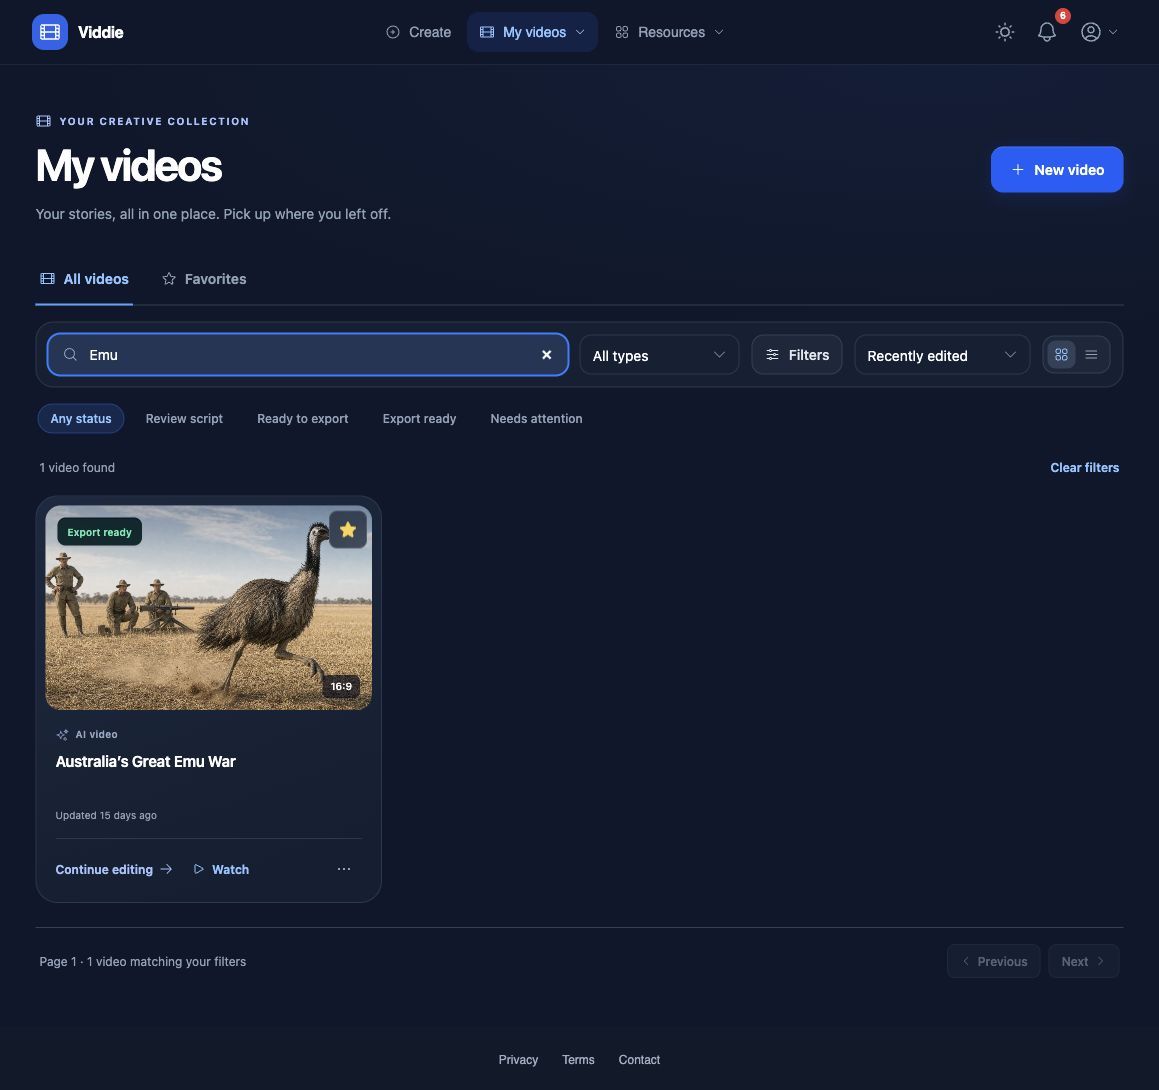 Viddie
Create
My videos
Resources
6
YOUR CREATIVE COLLECTION
My videos
Your stories, all in one place. Pick up where you left off.
New video
All videos
Favorites
Emu
All types
Filters
Recently edited
Any status
Review script
Ready to export
Export ready
Needs attention
1 video found
Clear filters
Export ready
16:9
AI video
Australia's Great Emu War
Updated 15 days ago
Continue editing
Watch
Page 1 · 1 video matching your filters
Previous
Next
Privacy
Terms
Contact